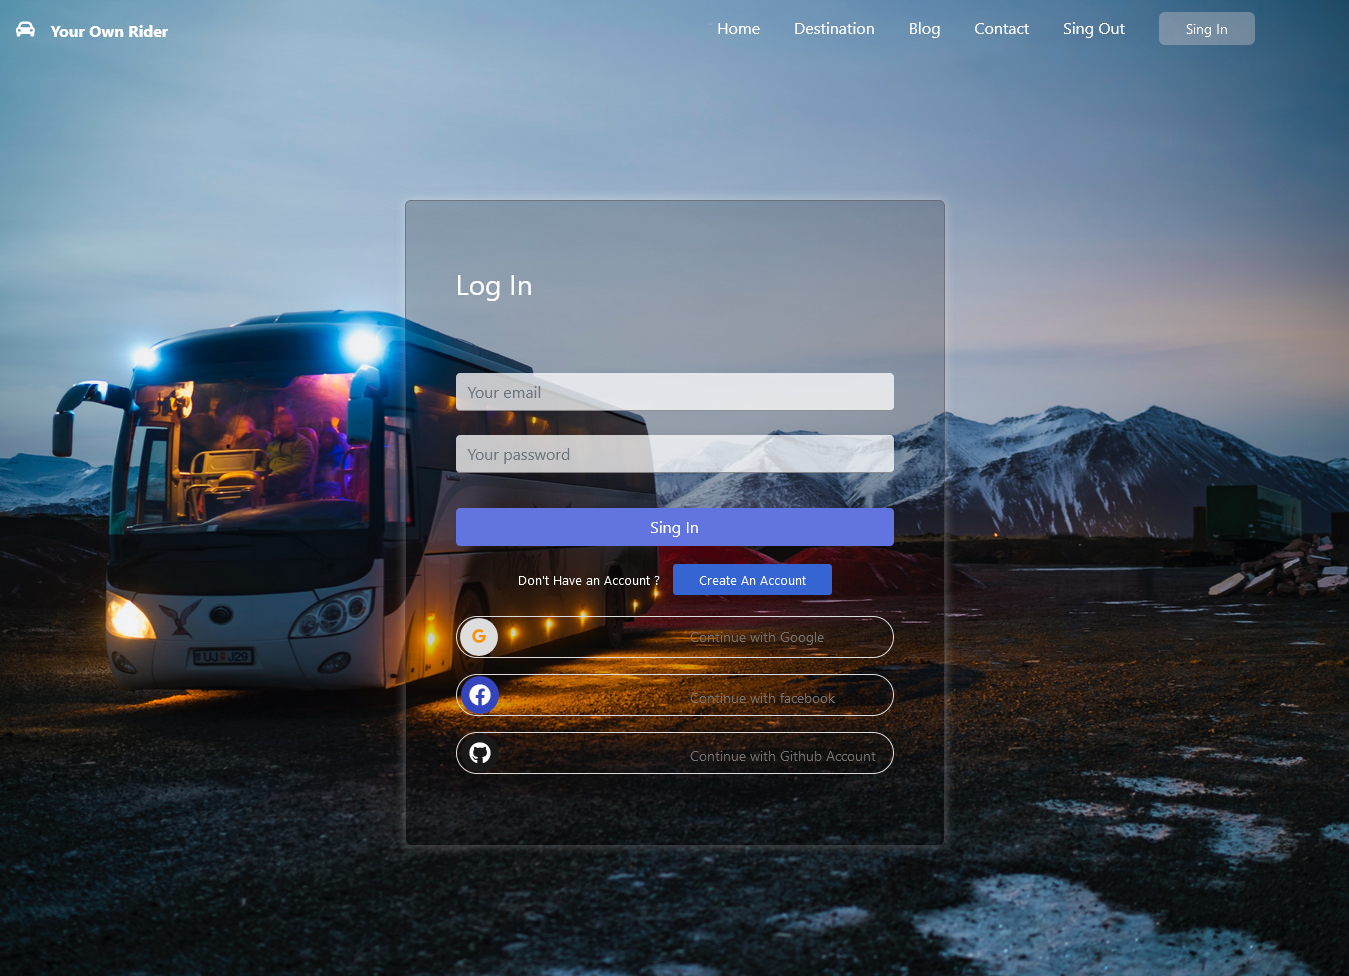 Your Own Rider
Home Destination Blog Contact Sing Out Sing In
Log In
Your email
Your password
Sing In
Don't Have an Account ? Create An Account
G Continue with Google
Continue with facebook
Continue with Github Account